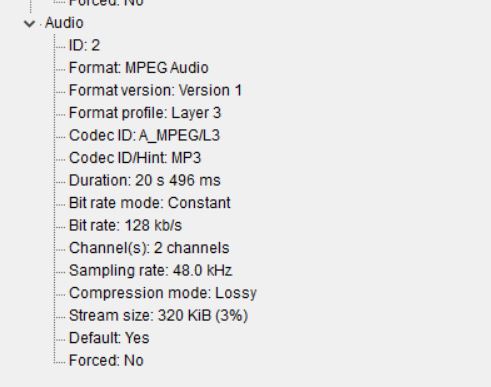 Forced: No
Audio
ID: 2
Format: MPEG Audio
Format version: Version 1
Format profile: Layer 3
Codec ID: A_MPEG/L3
Codec ID/Hint: MP3
Duration: 20 s 496 ms
Bit rate mode: Constant
Bit rate: 128 kb/s
Channel(s): 2 channels
Sampling rate: 48.0 kHz
Compression mode: Lossy
Stream size: 320 KiB (3%)
Default: Yes
Forced: No